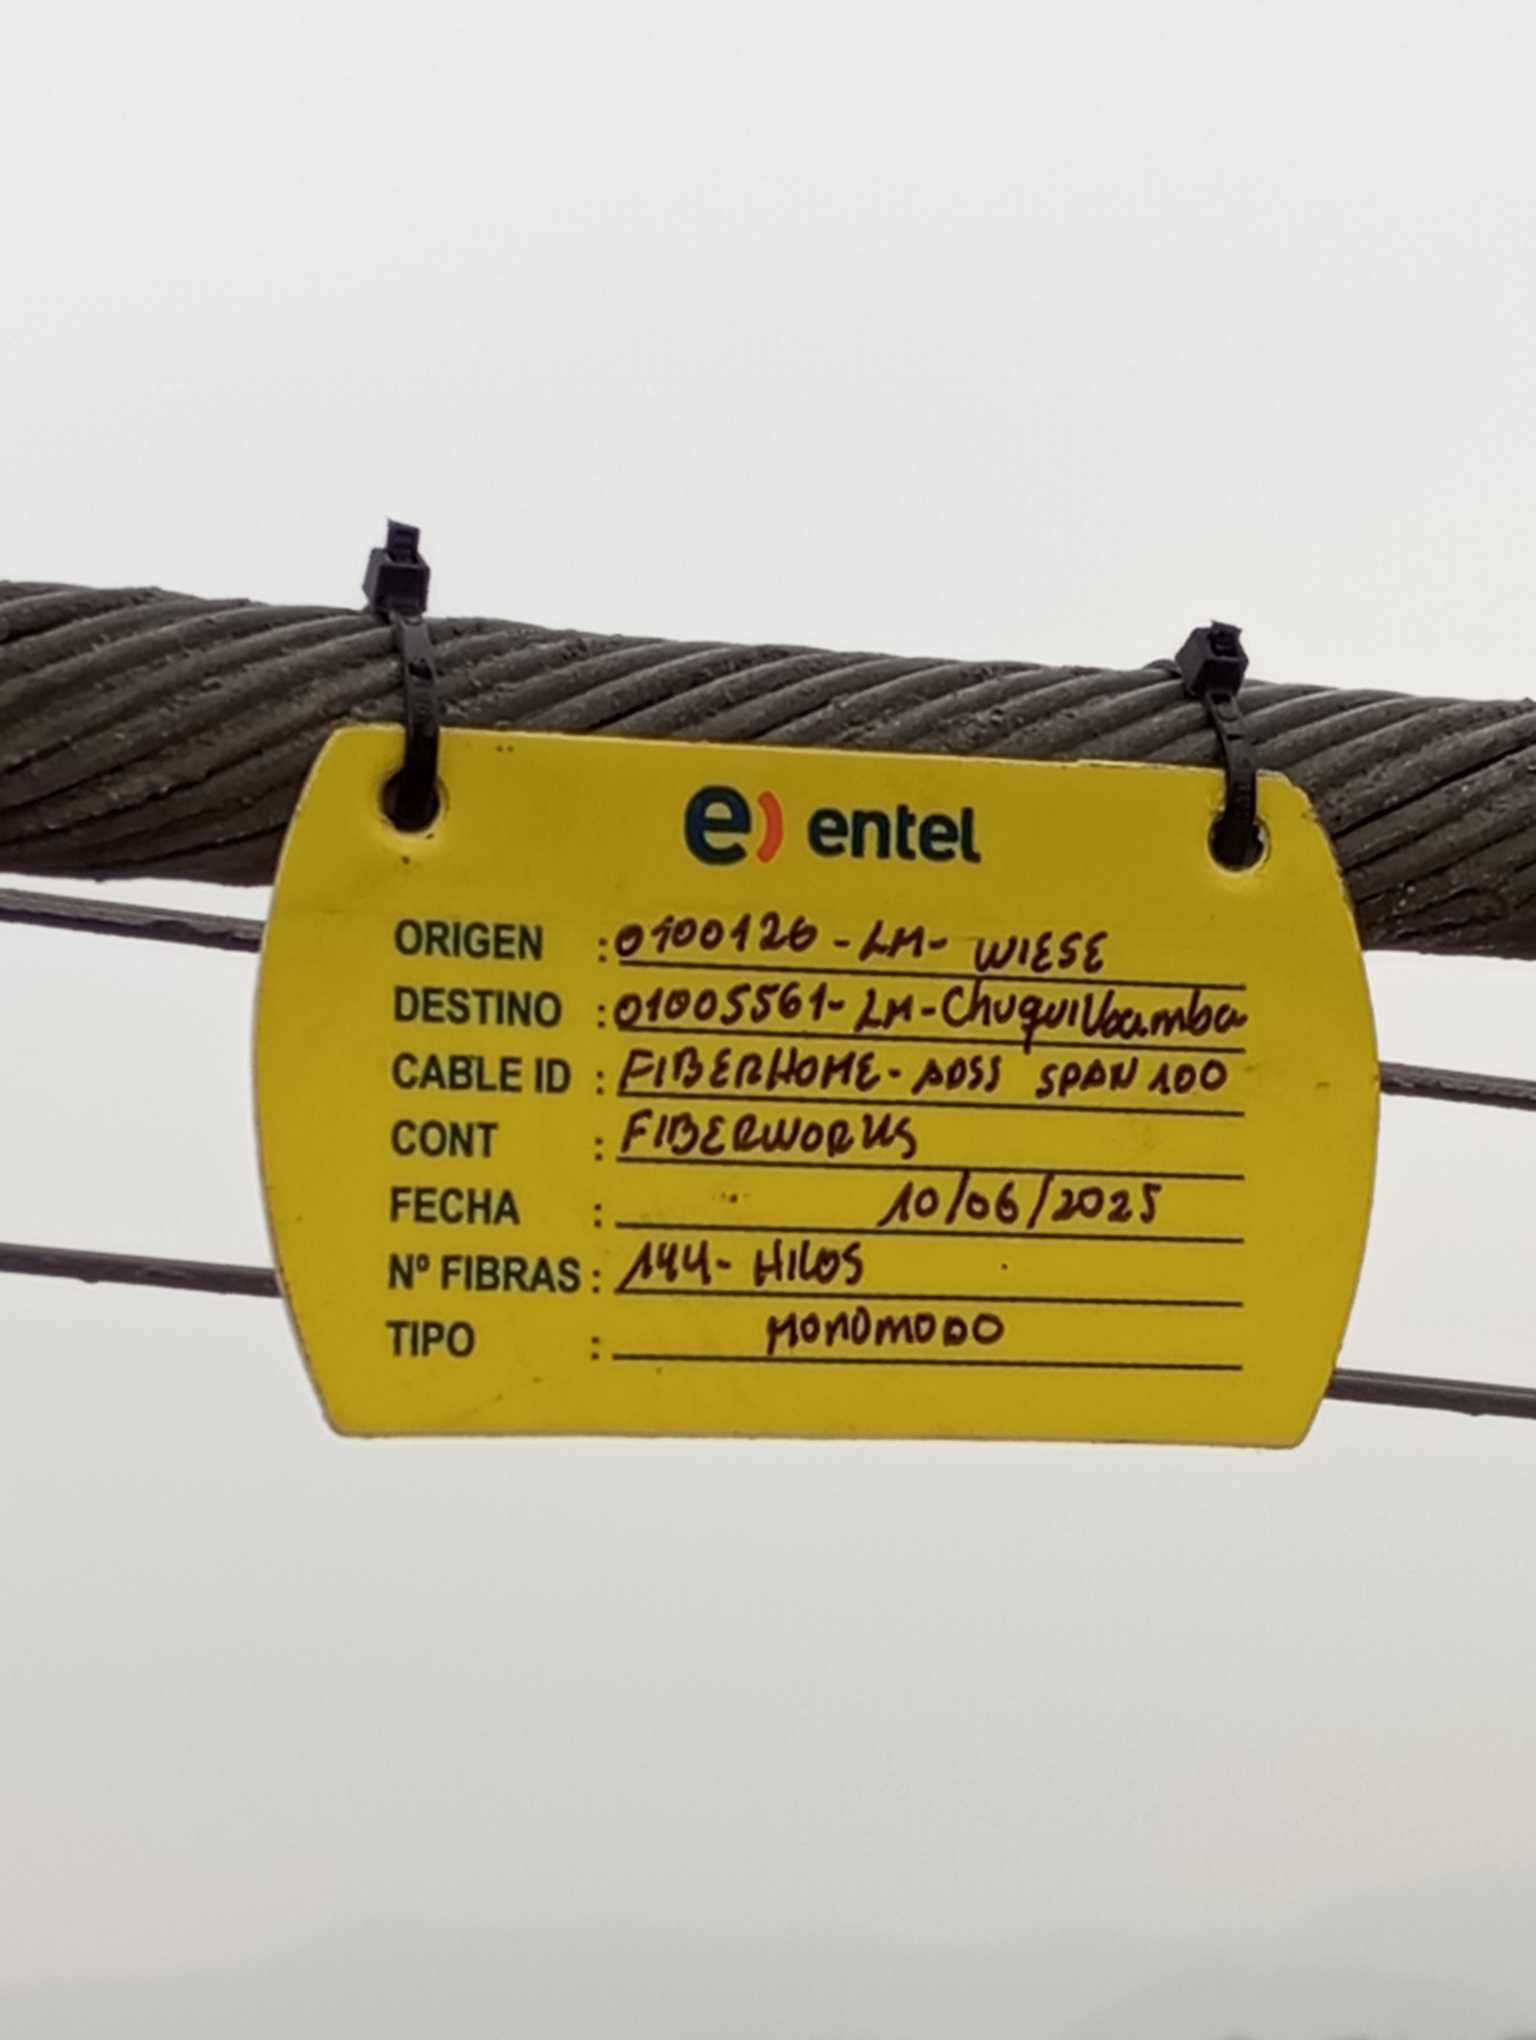 e) entel
ORIGEN : 0100126 - LM - WIESE
DESTINO : 01005561 - LM - Chuquillbamba
CABLE ID : FIBERHOME - ADSS SPAN 100
CONT : FIBERWORKS
FECHA : 10/06/2025
Nº FIBRAS : 144 - HILOS
TIPO : MONOMODO